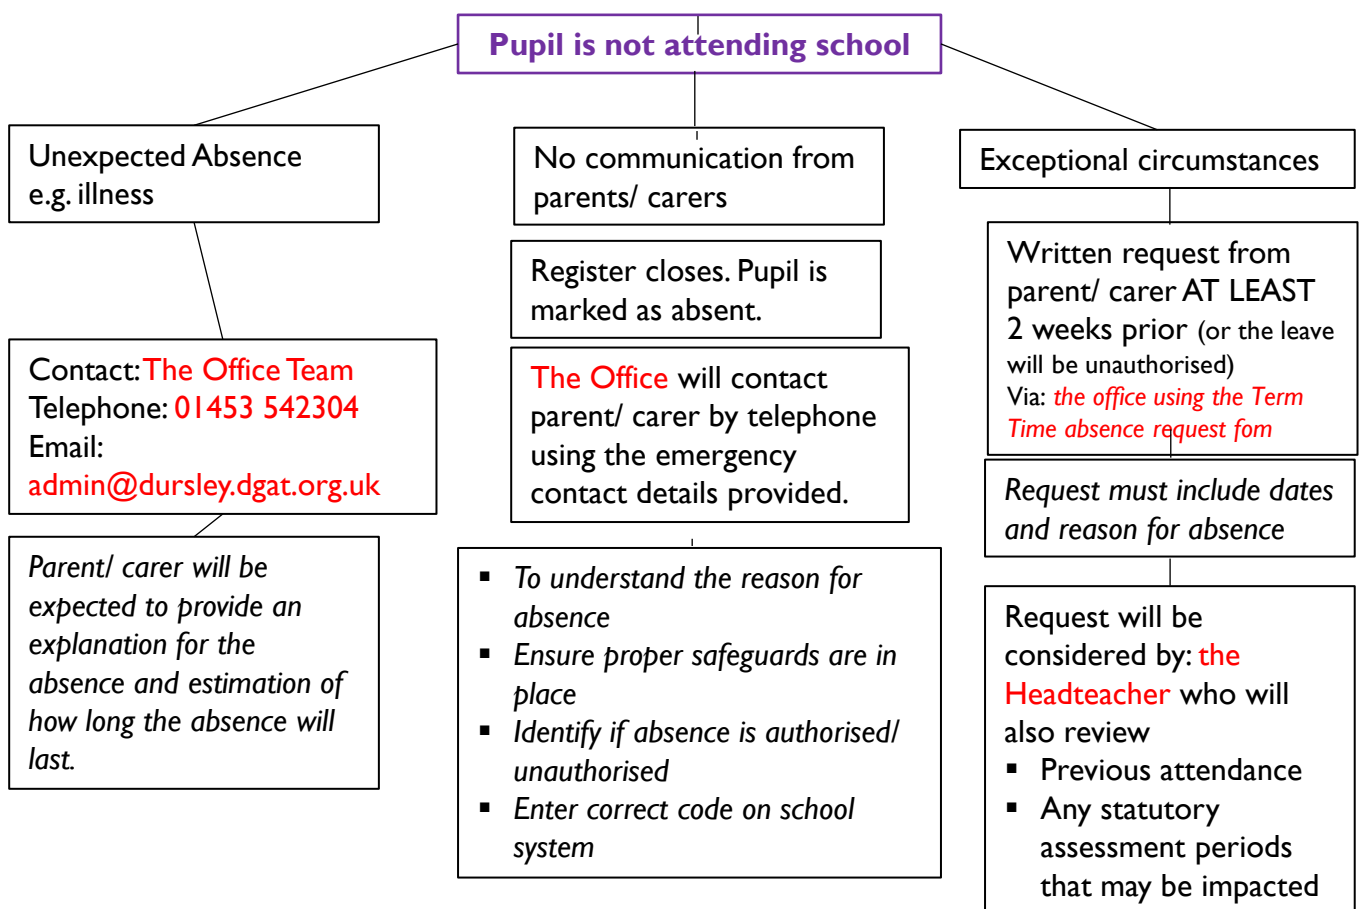 Pupil is not attending school
Unexpected Absence
e.g. illness
Contact: The Office Team
Telephone: 01453 542304
Email:
admin@dursley.dgat.org.uk
Parent/ carer will be
expected to provide an
explanation for the
absence and estimation of
how long the absence will
last.
No communication from
parents/ carers
Register closes. Pupil is
marked as absent.
The Office will contact
parent/ carer by telephone
using the emergency
contact details provided.
▪ To understand the reason for
absence
▪ Ensure proper safeguards are in
place
▪ Identify if absence is authorised/
unauthorised
▪ Enter correct code on school
system
Exceptional circumstances
Written request from
parent/ carer AT LEAST
2 weeks prior (or the leave
will be unauthorised)
Via: the office using the Term
Time absence request fom
Request must include dates
and reason for absence
Request will be
considered by: the
Headteacher who will
also review
▪ Previous attendance
▪ Any statutory
assessment periods
that may be impacted